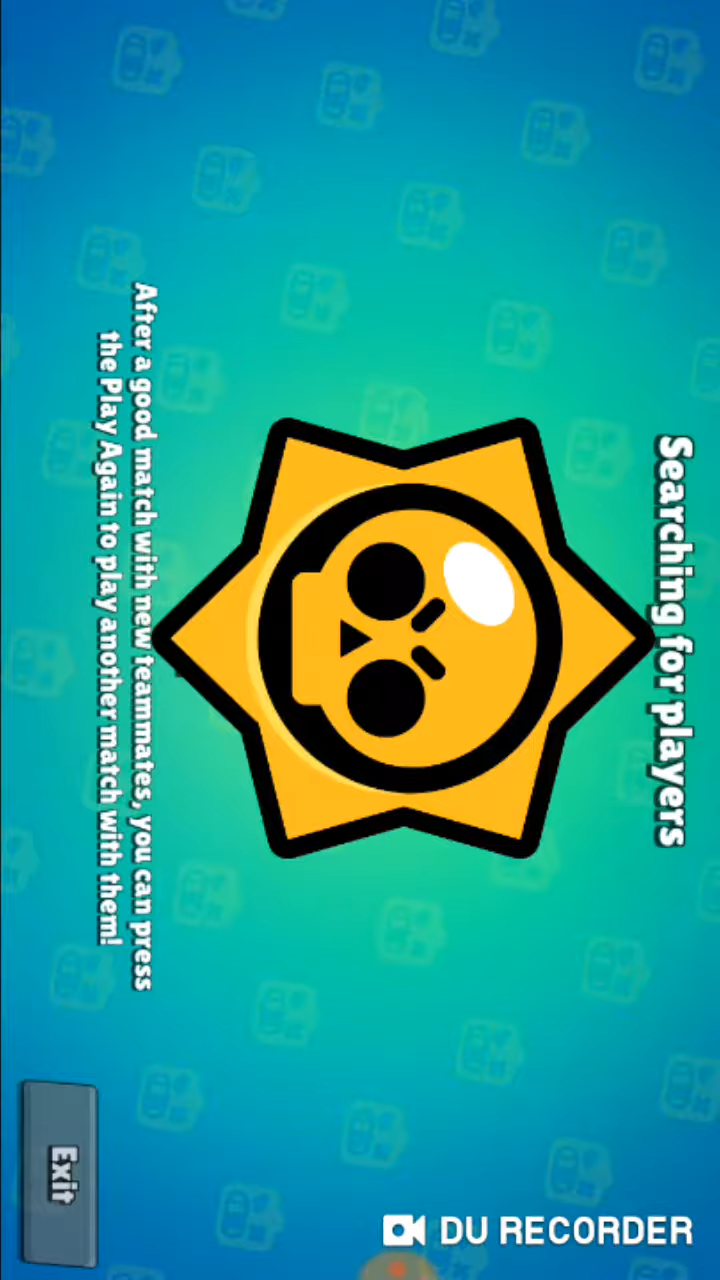 Searching for players
After a good match with new teammates, you can press
the Play Again to play another match with them!
Exit
DU RECORDER